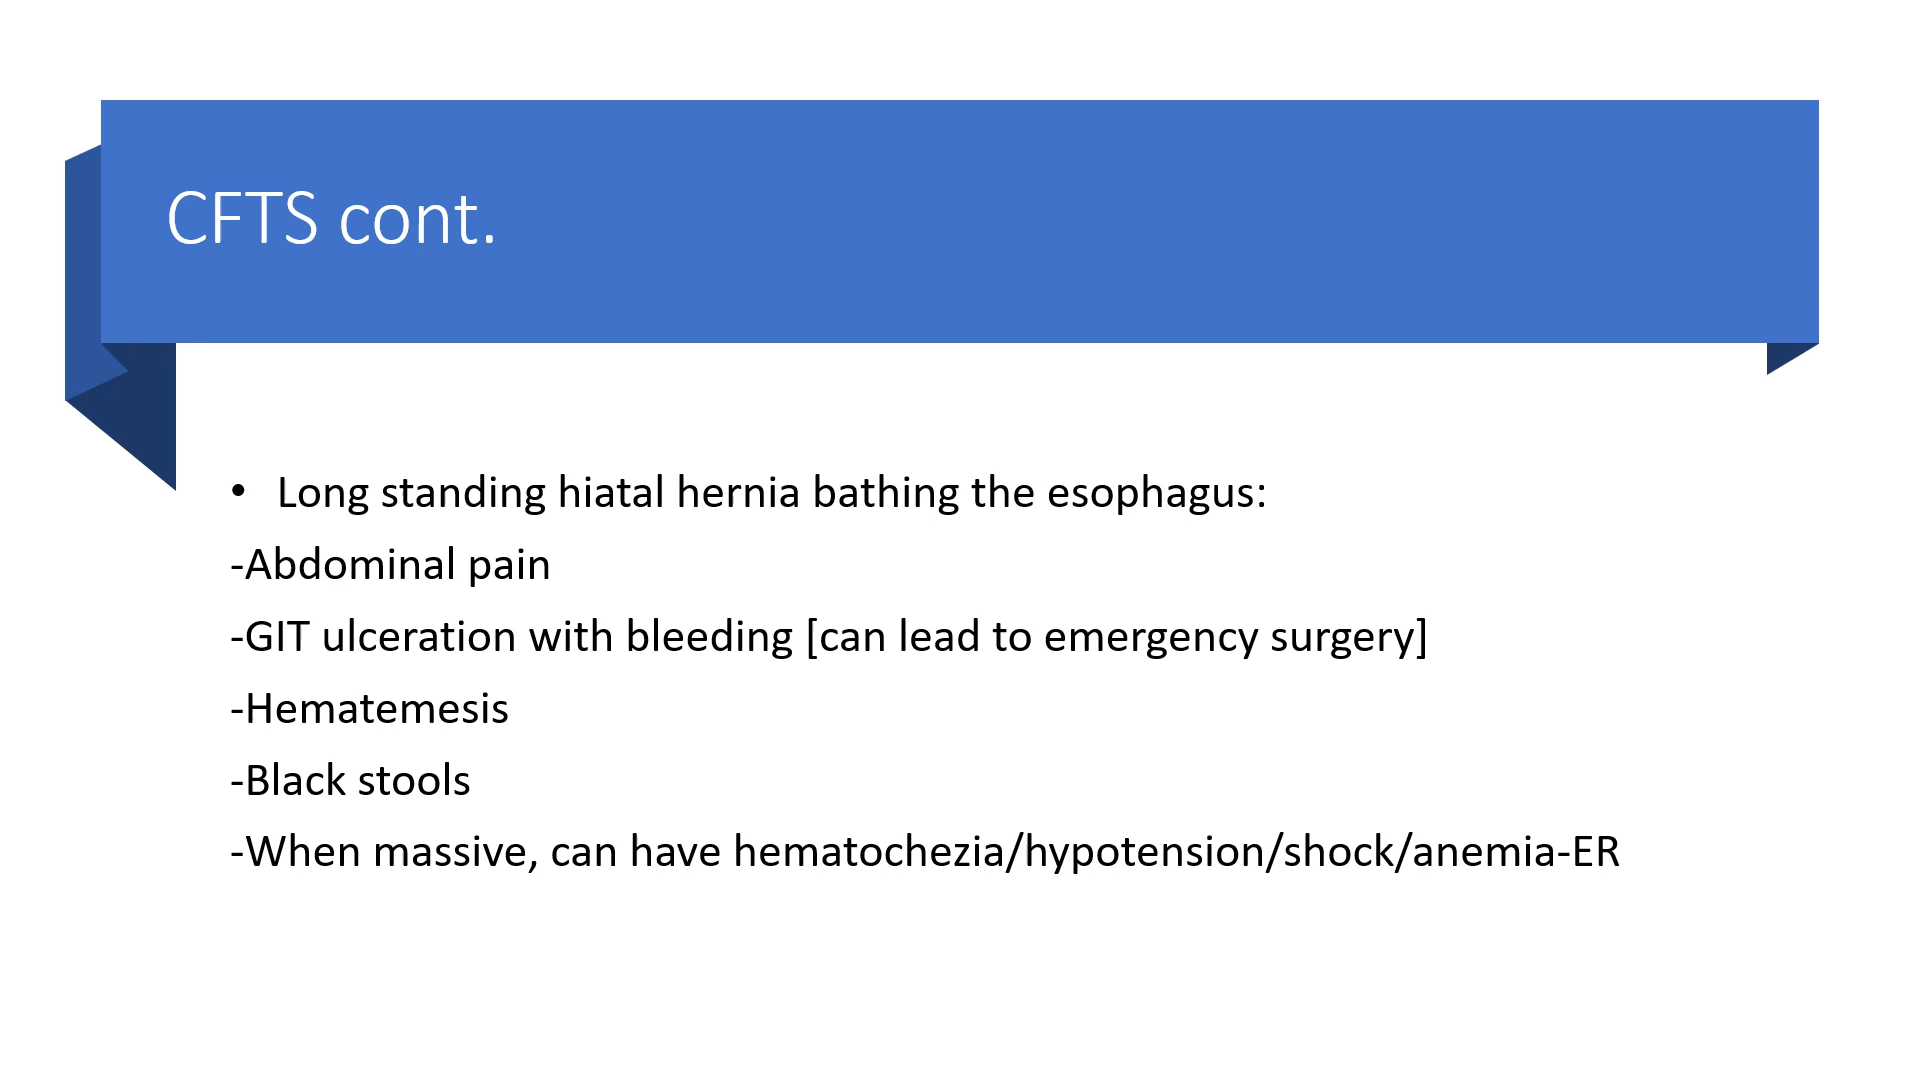 CFTS cont.
• Long standing hiatal hernia bathing the esophagus:
-Abdominal pain
-GIT ulceration with bleeding [can lead to emergency surgery]
-Hematemesis
-Black stools
-When massive, can have hematochezia/hypotension/shock/anemia-ER